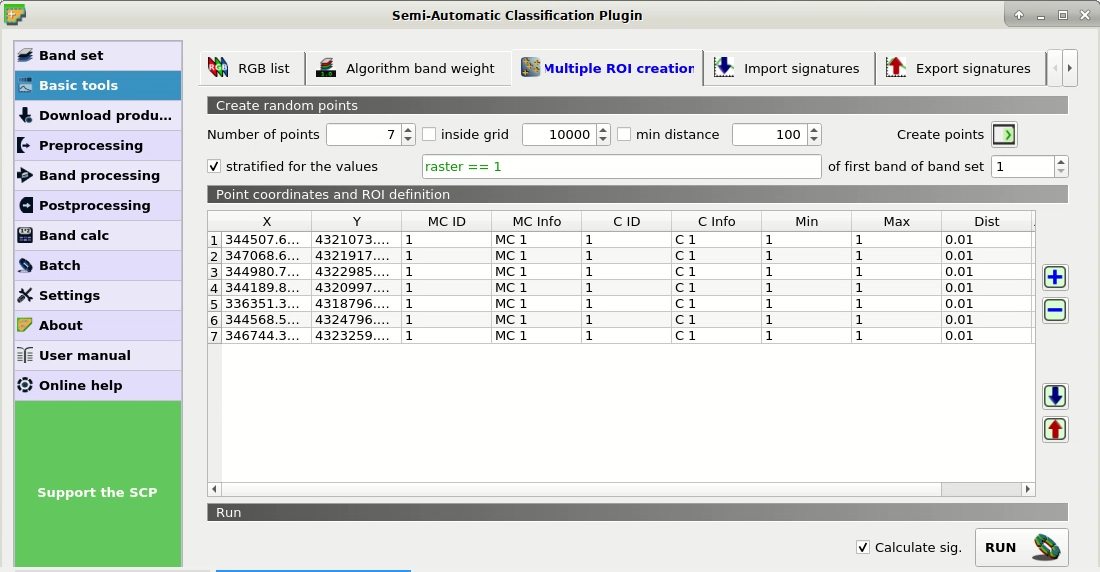 Semi-Automatic Classification Plugin
Band set
Basic tools
Download produ...
Preprocessing
Band processing
Postprocessing
Band calc
Batch
Settings
About
User manual
Online help
Support the SCP
RGB list
Algorithm band weight
Multiple ROI creation
Import signatures
Export signatures
Create random points
Number of points 7 inside grid 10000 min distance 100 Create points
stratified for the values raster == 1 of first band of band set 1
Point coordinates and ROI definition
X Y MC ID MC Info C ID C Info Min Max Dist
1 344507.6... 4321073.... 1 MC 1 1 C 1 1 1 0.01
2 347068.6... 4321917.... 1 MC 1 1 C 1 1 1 0.01
3 344980.7... 4322985.... 1 MC 1 1 C 1 1 1 0.01
4 344189.8... 4320997.... 1 MC 1 1 C 1 1 1 0.01
5 336351.3... 4318796.... 1 MC 1 1 C 1 1 1 0.01
6 344568.5... 4324796.... 1 MC 1 1 C 1 1 1 0.01
7 346744.3... 4323259.... 1 MC 1 1 C 1 1 1 0.01
Run
Calculate sig. RUN